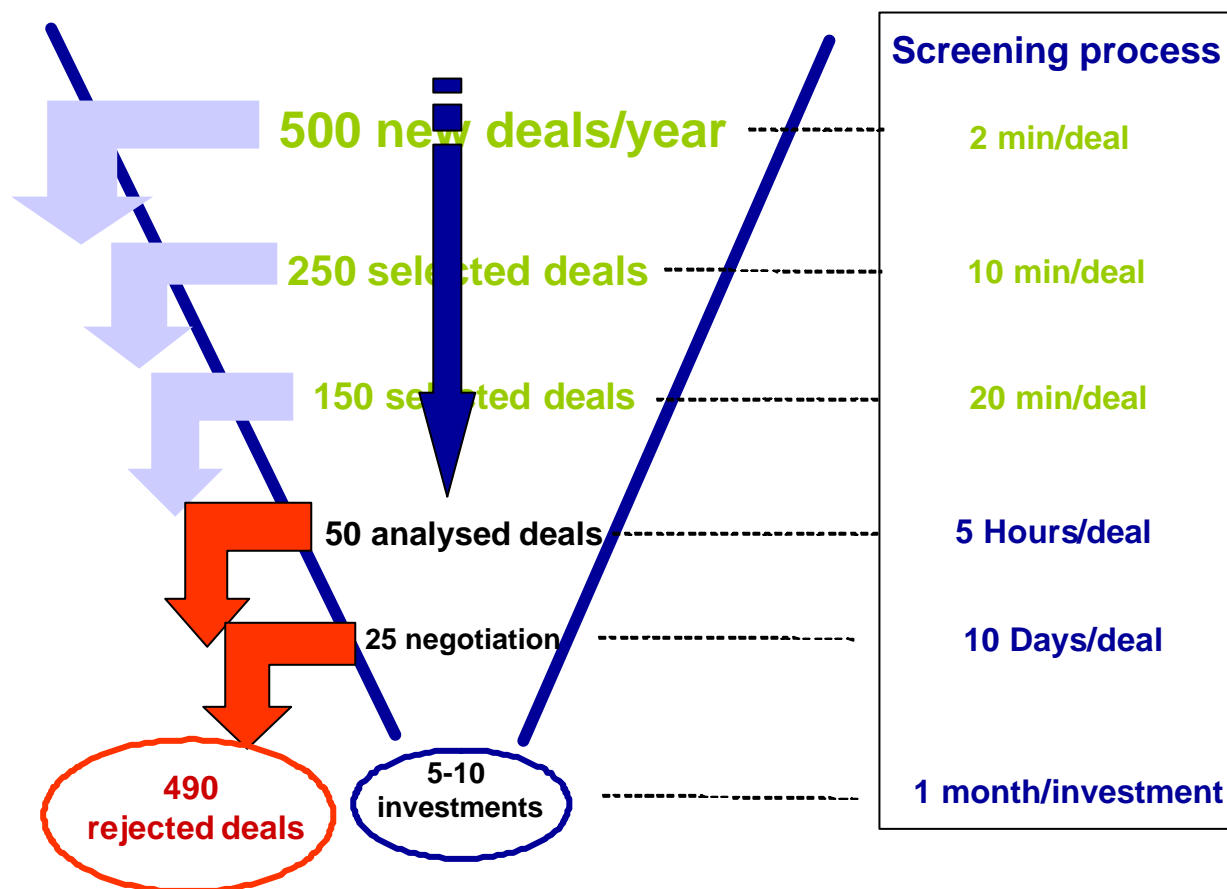 Screening process
500 new deals/year
2 min/deal
250 selected deals
10 min/deal
150 selected deals
20 min/deal
50 analysed deals
5 Hours/deal
25 negotiation
10 Days/deal
490
rejected deals
5-10
investments
1 month/investment